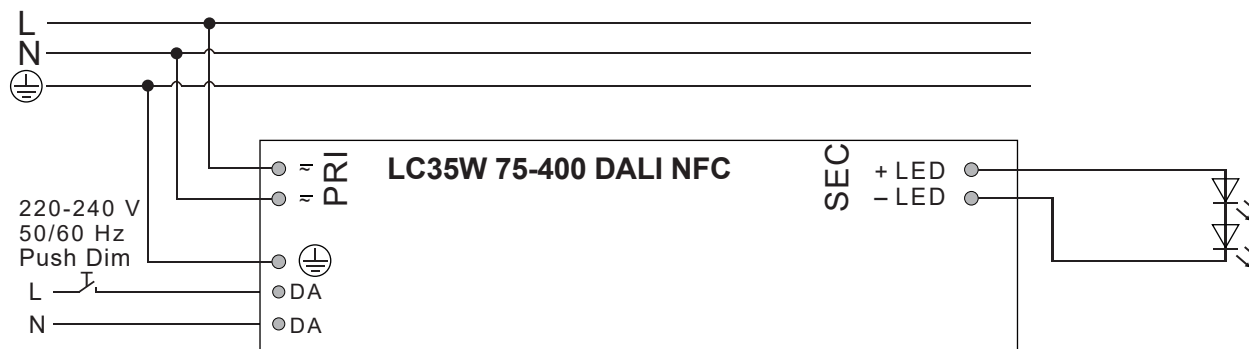 L
N
≂ PRI
≂
LC35W 75-400 DALI NFC
SEC
+ LED
– LED
220-240 V
50/60 Hz
Push Dim
L
DA
N
DA